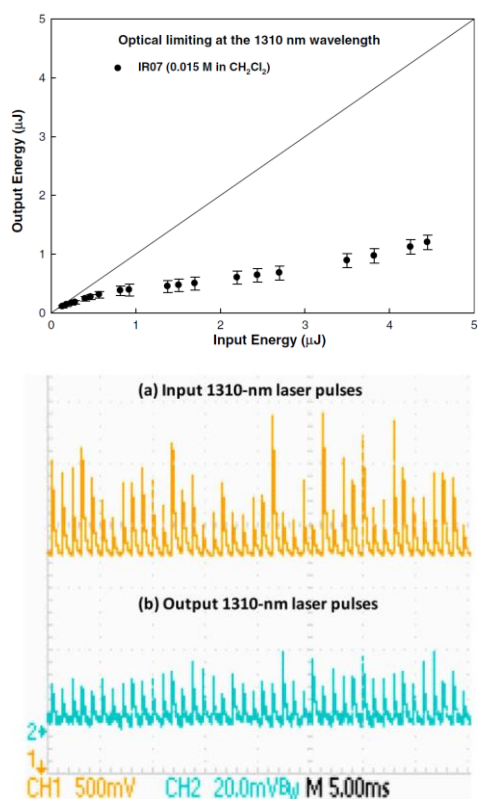 Optical limiting at the 1310 nm wavelength
IR07 (0.015 M in CH₂Cl₂)
Output Energy (μJ)
5
4
3
2
1
0
0 1 2 3 4 5
Input Energy (μJ)
(a) Input 1310-nm laser pulses
(b) Output 1310-nm laser pulses
2
1
CH1 500mV CH2 20.0mVBw M 5.00ms